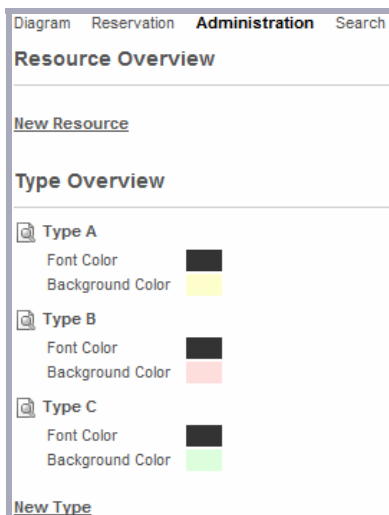 Diagram Reservation Administration Search
Resource Overview
New Resource
Type Overview
Type A
Font Color
Background Color
Type B
Font Color
Background Color
Type C
Font Color
Background Color
New Type